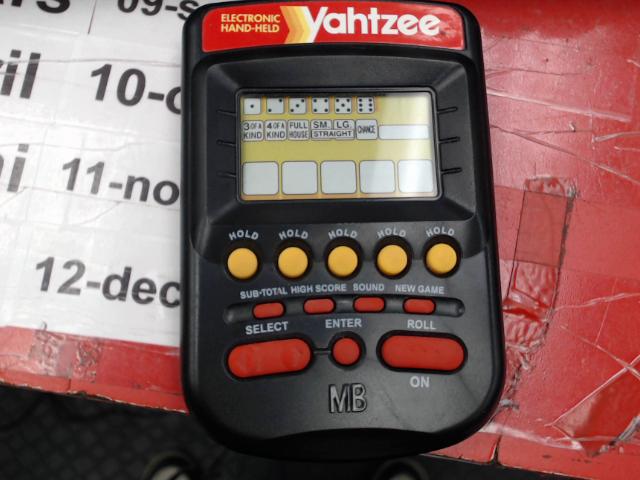 09-s
il
10-o
ni
11-no
12-dec
ELECTRONIC
HAND-HELD
Yahtzee
3 OF A KIND
4 OF A KIND
FULL HOUSE
SM. LG.
STRAIGHT
CHANCE
HOLD HOLD HOLD HOLD HOLD
SUB-TOTAL HIGH SCORE SOUND NEW GAME
SELECT ENTER ROLL
ON
MB